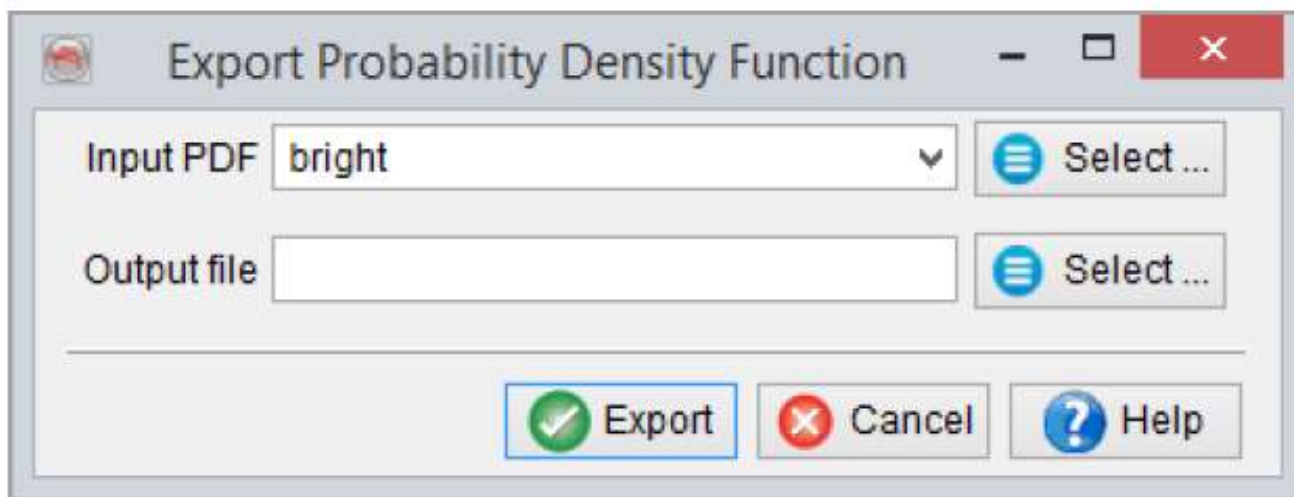 Export Probability Density Function
Input PDF bright Select ...
Output file Select ...
Export Cancel Help